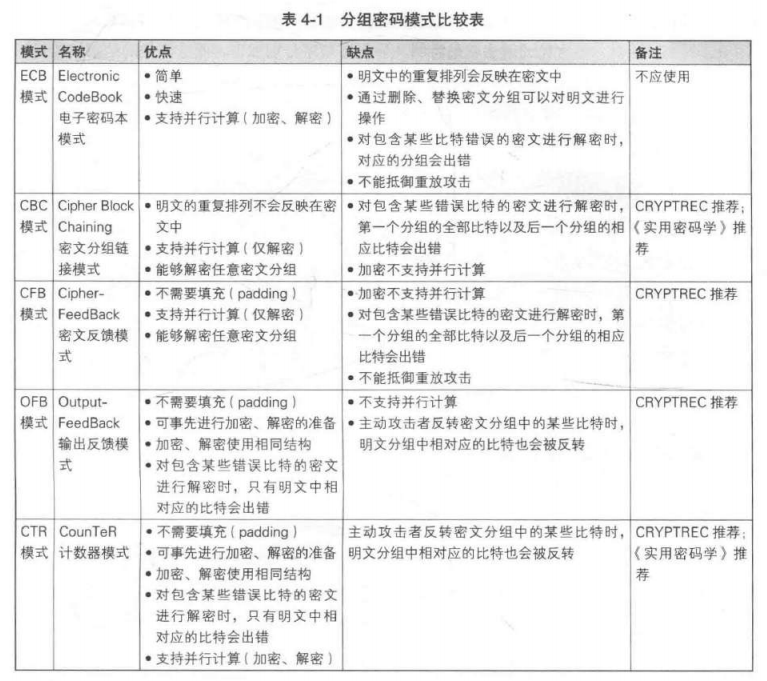 表 4-1 分组密码模式比较表
模式 名称 优点 缺点 备注
ECB 模式
Electronic
CodeBook
电子密码本
模式
• 简单
• 快速
• 支持并行计算（加密、解密）
• 明文中的重复排列会反映在密文中
• 通过删除、替换密文分组可以对明文进行
操作
• 对包含某些比特错误的密文进行解密时，
对应的分组会出错
• 不能抵御重放攻击
不应使用
CBC
模式
Cipher Block
Chaining
密文分组链
接模式
• 明文的重复排列不会反映在密
文中
• 支持并行计算（仅解密）
• 能够解密任意密文分组
• 对包含某些错误比特的密文进行解密时，
第一个分组的全部比特以及后一个分组的相
应比特会出错
• 加密不支持并行计算
CRYPTREC 推荐；
《实用密码学》推
荐
CFB
模式
Cipher-
FeedBack
密文反馈模
式
• 不需要填充（padding）
• 支持并行计算（仅解密）
• 能够解密任意密文分组
• 加密不支持并行计算
• 对包含某些错误比特的密文进行解密时，第
一个分组的全部比特以及后一个分组的相应
比特会出错
• 不能抵御重放攻击
CRYPTREC 推荐
OFB
模式
Output-
FeedBack
输出反馈模
式
• 不需要填充（padding）
• 可事先进行加密、解密的准备
• 加密、解密使用相同结构
• 对包含某些错误比特的密文
进行解密时，只有明文中相
对应的比特会出错
• 不支持并行计算
• 主动攻击者反转密文分组中的某些比特时，
明文分组中相对应的比特也会被反转
CRYPTREC 推荐
CTR
模式
CounTeR
计数器模式
• 不需要填充（padding）
• 可事先进行加密、解密的准备
• 加密、解密使用相同结构
• 对包含某些错误比特的密文
进行解密时，只有明文中相
对应的比特会出错
• 支持并行计算（加密、解密）
主动攻击者反转密文分组中的某些比特时，
明文分组中相对应的比特也会被反转
CRYPTREC 推荐；
《实用密码学》推
荐